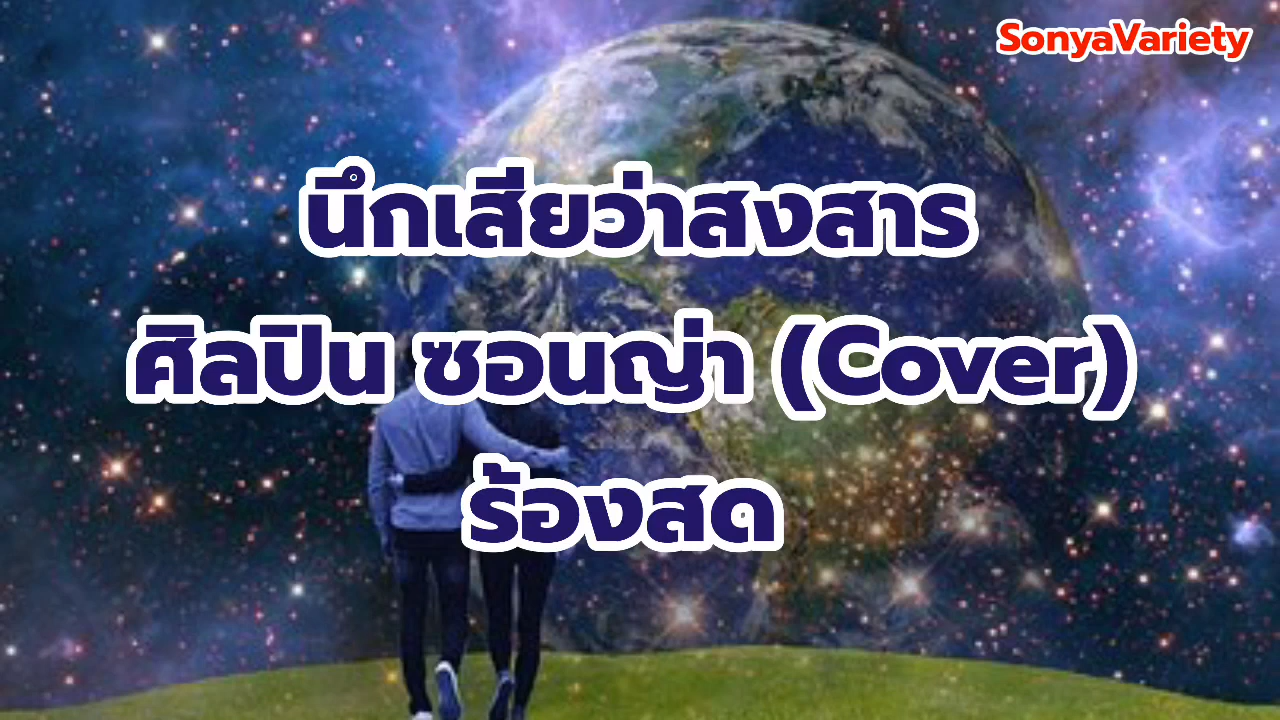 SonyaVariety
นึกเสียว่าสงสาร
ศิลปิน ซอนญ่า (Cover)
ร้องสด